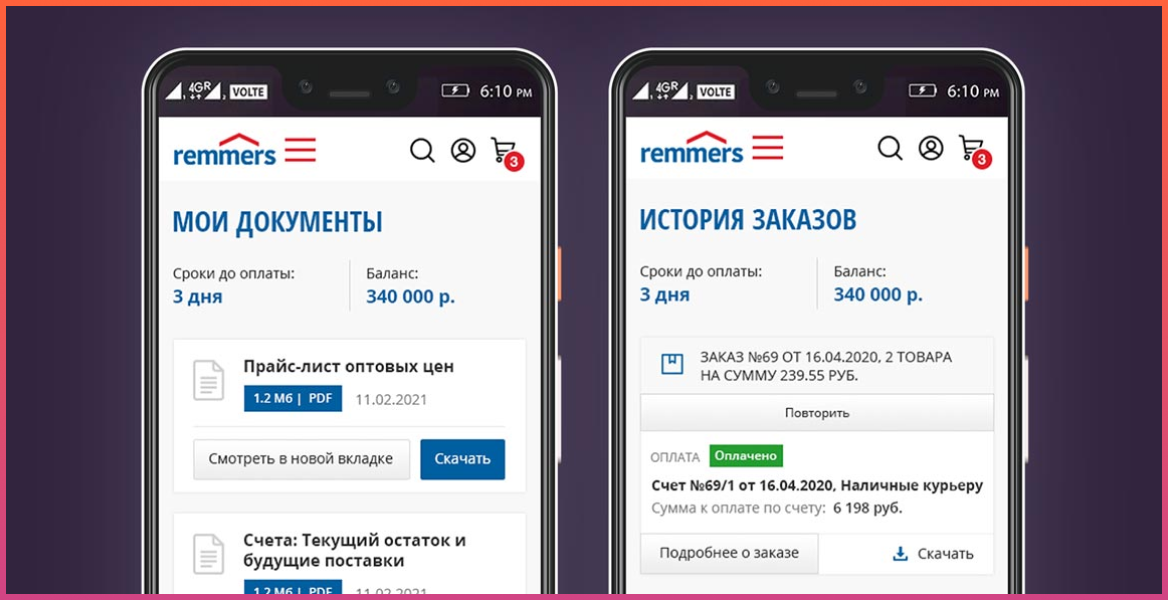 4GR VOLTE 6:10 PM
remmers 3
МОИ ДОКУМЕНТЫ
Сроки до оплаты: Баланс:
3 дня 340 000 р.
Прайс-лист оптовых цен
1.2 Мб | PDF 11.02.2021
Смотреть в новой вкладке Скачать
Счета: Текущий остаток и
будущие поставки
1.2 Мб | PDF 11.02.2021
4GR VOLTE 6:10 PM
remmers 3
ИСТОРИЯ ЗАКАЗОВ
Сроки до оплаты: Баланс:
3 дня 340 000 р.
ЗАКАЗ №69 ОТ 16.04.2020, 2 ТОВАРА
НА СУММУ 239.55 РУБ.
Повторить
ОПЛАТА Оплачено
Счет №69/1 от 16.04.2020, Наличные курьеру
Сумма к оплате по счету: 6 198 руб.
Подробнее о заказе Скачать